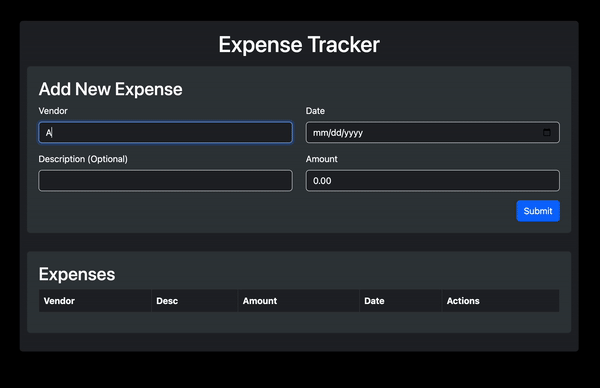 Expense Tracker
Add New Expense
Vendor Date
A mm/dd/yyyy
Description (Optional) Amount
0.00
Submit
Expenses
Vendor Desc Amount Date Actions